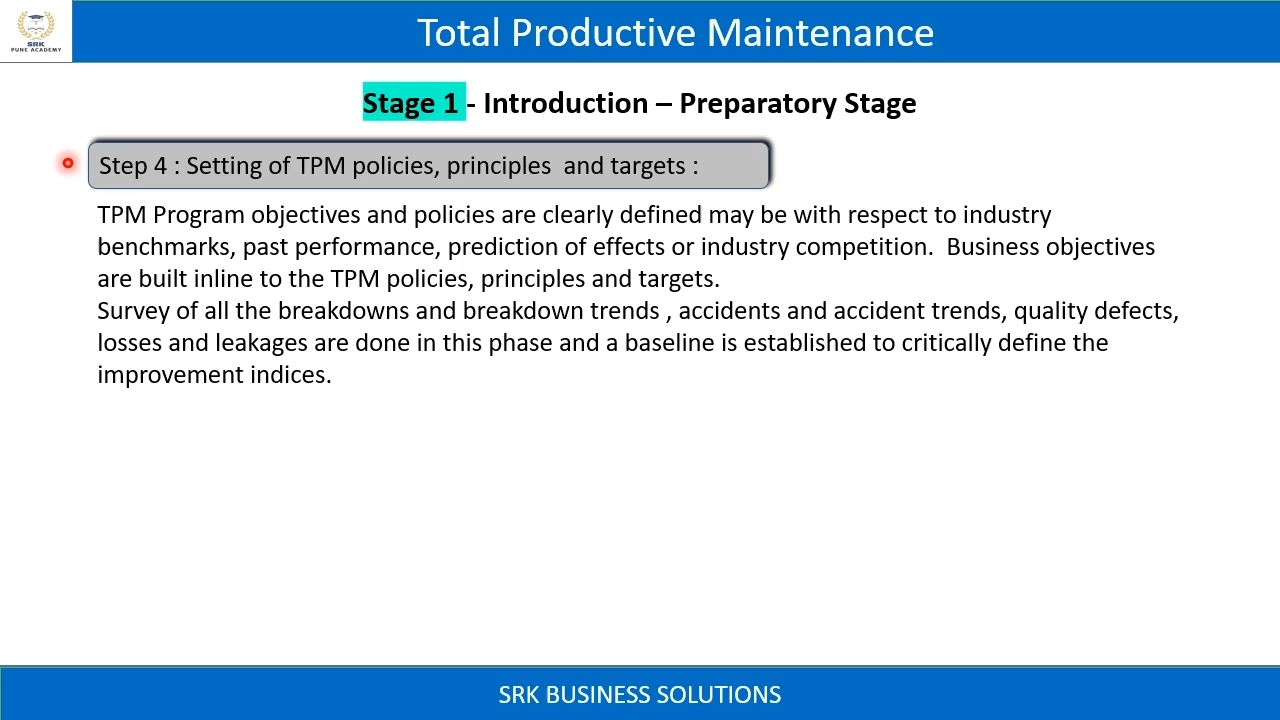 SRK
PUNE ACADEMY
Total Productive Maintenance
Stage 1 - Introduction – Preparatory Stage
Step 4 : Setting of TPM policies, principles  and targets :
TPM Program objectives and policies are clearly defined may be with respect to industry
benchmarks, past performance, prediction of effects or industry competition.  Business objectives
are built inline to the TPM policies, principles and targets.
Survey of all the breakdowns and breakdown trends , accidents and accident trends, quality defects,
losses and leakages are done in this phase and a baseline is established to critically define the
improvement indices.
SRK BUSINESS SOLUTIONS